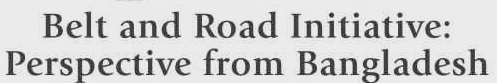 Belt and Road Initiative:
Perspective from Bangladesh